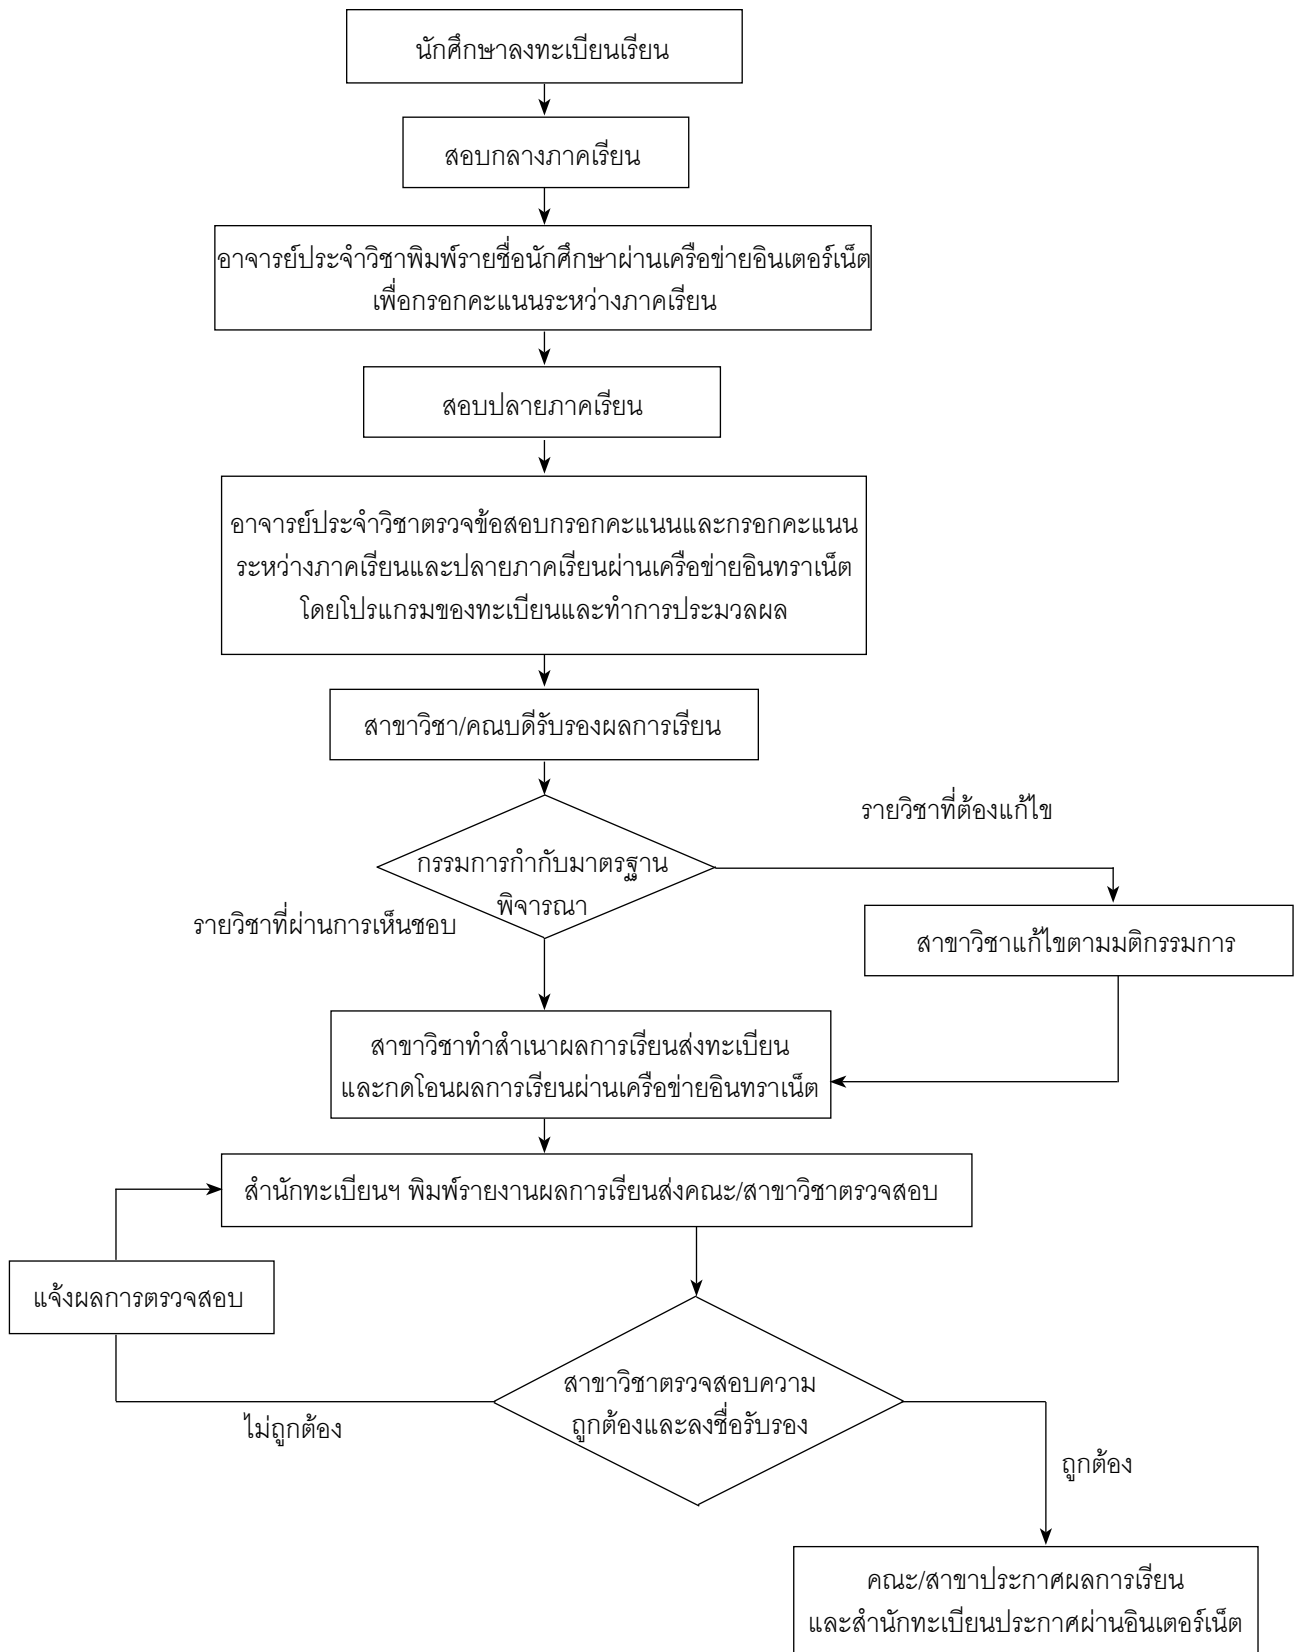 นักศึกษาลงทะเบียนเรียน
สอบกลางภาคเรียน
อาจารย์ประจำวิชาพิมพ์รายชื่อนักศึกษาผ่านเครือข่ายอินเตอร์เน็ต
เพื่อกรอกคะแนนระหว่างภาคเรียน
สอบปลายภาคเรียน
อาจารย์ประจำวิชาตรวจข้อสอบกรอกคะแนนและกรอกคะแนน
ระหว่างภาคเรียนและปลายภาคเรียนผ่านเครือข่ายอินทราเน็ต
โดยโปรแกรมของทะเบียนและทำการประมวลผล
สาขาวิชา/คณบดีรับรองผลการเรียน
รายวิชาที่ต้องแก้ไข
กรรมการกำกับมาตรฐาน
พิจารณา
รายวิชาที่ผ่านการเห็นชอบ
สาขาวิชาแก้ไขตามมติกรรมการ
สาขาวิชาทำสำเนาผลการเรียนส่งทะเบียน
และกดโอนผลการเรียนผ่านเครือข่ายอินทราเน็ต
สำนักทะเบียนฯ พิมพ์รายงานผลการเรียนส่งคณะ/สาขาวิชาตรวจสอบ
แจ้งผลการตรวจสอบ
สาขาวิชาตรวจสอบความ
ถูกต้องและลงชื่อรับรอง
ไม่ถูกต้อง
ถูกต้อง
คณะ/สาขาประกาศผลการเรียน
และสำนักทะเบียนประกาศผ่านอินเตอร์เน็ต